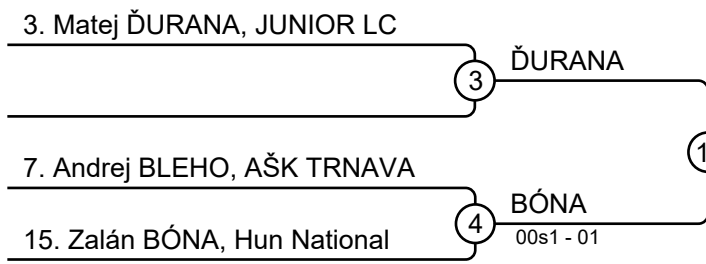 3. Matej ĎURANA, JUNIOR LC
3
ĎURANA
7. Andrej BLEHO, AŠK TRNAVA
4
BÓNA
00s1 - 01
15. Zalán BÓNA, Hun National